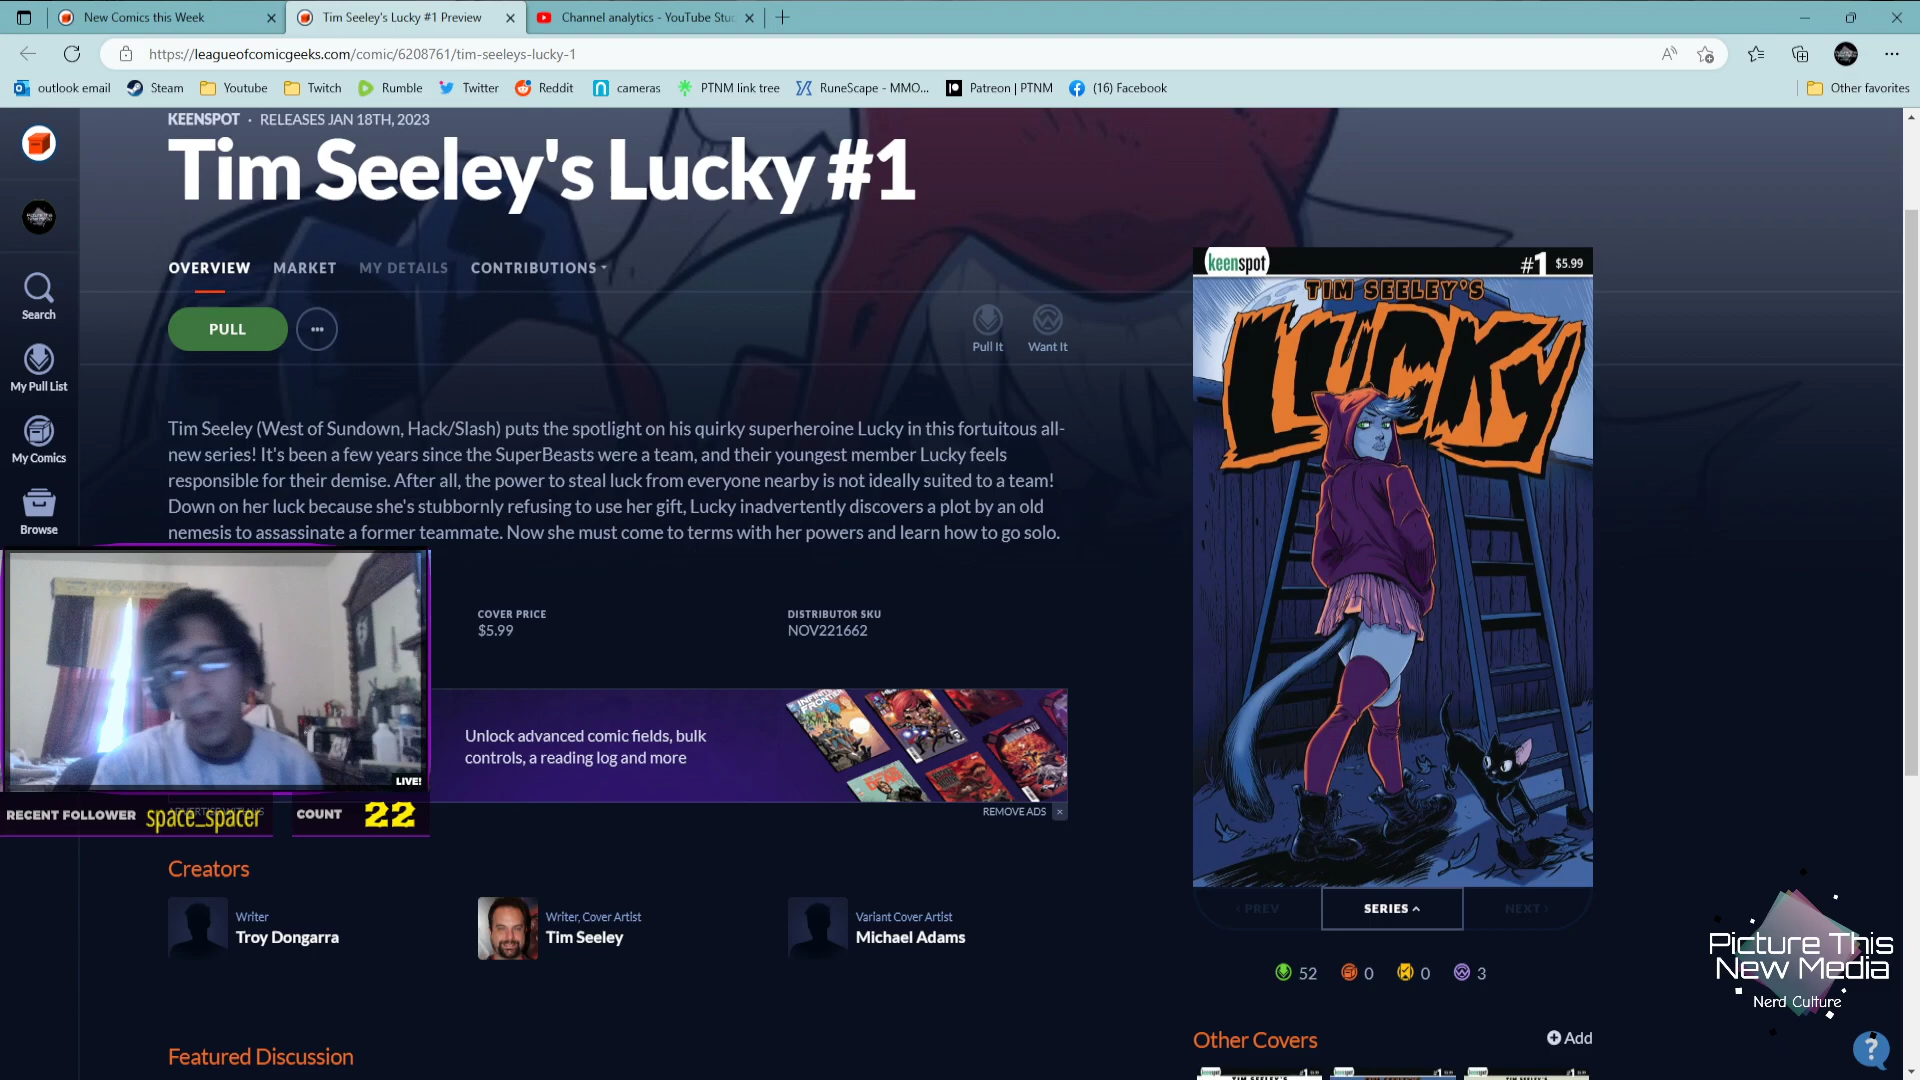 New Comics this Week
Tim Seeley's Lucky #1 Preview
Channel analytics - YouTube Stu
https://leagueofcomicgeeks.com/comic/6208761/tim-seeleys-lucky-1
outlook email
Steam
Youtube
Twitch
Rumble
Twitter
Reddit
cameras
PTNM link tree
RuneScape - MMO...
Patreon | PTNM
(16) Facebook
Other favorites
KEENSPOT · RELEASES JAN 18TH, 2023
Tim Seeley's Lucky #1
OVERVIEW
MARKET
MY DETAILS
CONTRIBUTIONS
PULL
Pull It
Want It
Search
My Pull List
My Comics
Browse
Tim Seeley (West of Sundown, Hack/Slash) puts the spotlight on his quirky superheroine Lucky in this fortuitous all-
new series! It's been a few years since the SuperBeasts were a team, and their youngest member Lucky feels
responsible for their demise. After all, the power to steal luck from everyone nearby is not ideally suited to a team!
Down on her luck because she's stubbornly refusing to use her gift, Lucky inadvertently discovers a plot by an old
nemesis to assassinate a former teammate. Now she must come to terms with her powers and learn how to go solo.
COVER PRICE
$5.99
DISTRIBUTOR SKU
NOV221662
Unlock advanced comic fields, bulk
controls, a reading log and more
REMOVE ADS
LIVE!
RECENT FOLLOWER space_spacer
COUNT 22
Creators
Writer
Troy Dongarra
Writer, Cover Artist
Tim Seeley
Variant Cover Artist
Michael Adams
Featured Discussion
keenspot
#1 $5.99
TIM SEELEY'S
LUCKY
‹ PREV
SERIES
NEXT ›
52
0
0
3
Other Covers
Add
Picture This
New Media
Nerd Culture